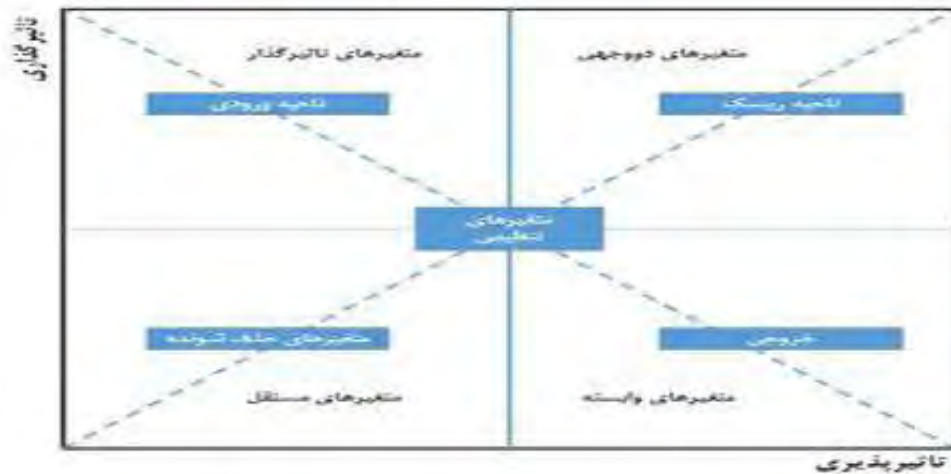 تاثیرگذاری
متغیرهای دووجهی
متغیرهای تاثیرگذار
ناحیه ریسک
ناحیه ورودی
متغیرهای
تنظیمی
خروجی
متغیرهای حذف شونده
متغیرهای وابسته
متغیرهای مستقل
تاثیرپذیری